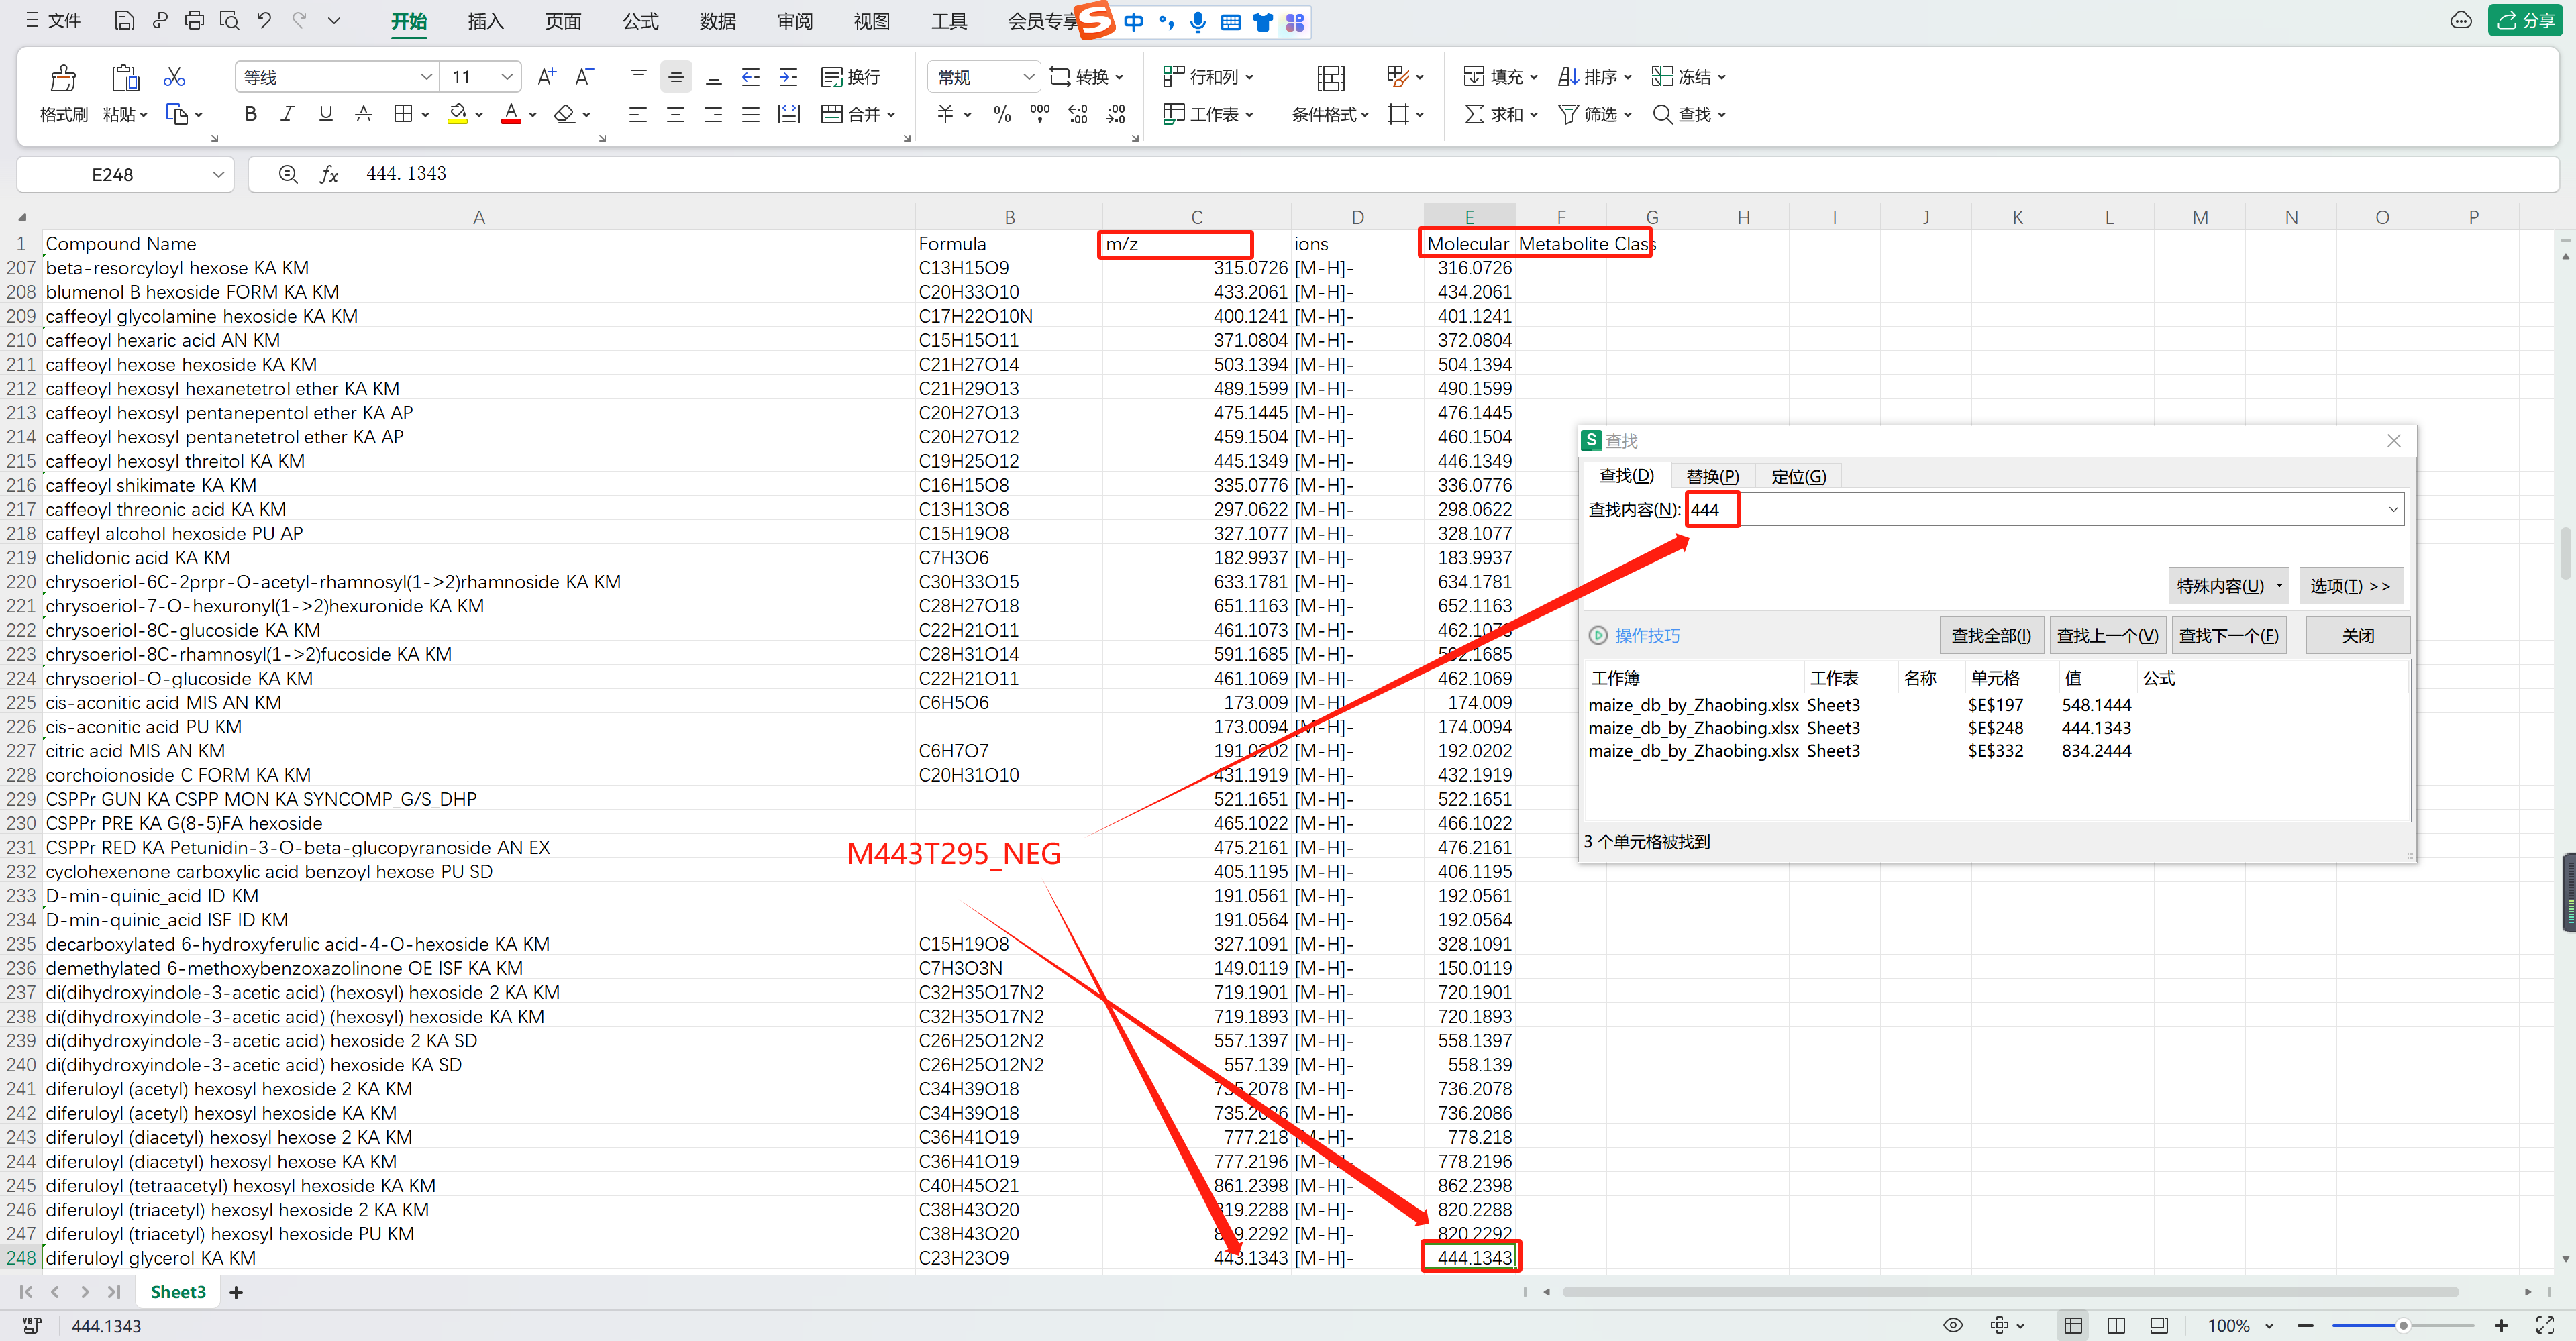 文件 开始 插入 页面 公式 数据 审阅 视图 工具 会员专享 中 分享
等线 11 换行 常规 转换 行和列 填充 排序 冻结
格式刷 粘贴 合并 条件格式 工作表 求和 筛选 查找
E248 fx 444.1343
A B C D E F G H I J K L M N O P
1 Compound Name Formula m/z ions Molecular Metabolite Class
207 beta-resorcyloyl hexose KA KM C13H15O9 315.0726 [M-H]- 316.0726
208 blumenol B hexoside FORM KA KM C20H33O10 433.2061 [M-H]- 434.2061
209 caffeoyl glycolamine hexoside KA KM C17H22O10N 400.1241 [M-H]- 401.1241
210 caffeoyl hexaric acid AN KM C15H15O11 371.0804 [M-H]- 372.0804
211 caffeoyl hexose hexoside KA KM C21H27O14 503.1394 [M-H]- 504.1394
212 caffeoyl hexosyl hexanetetrol ether KA KM C21H29O13 489.1599 [M-H]- 490.1599
213 caffeoyl hexosyl pentanepentol ether KA AP C20H27O13 475.1445 [M-H]- 476.1445
214 caffeoyl hexosyl pentanetetrol ether KA AP C20H27O12 459.1504 [M-H]- 460.1504
215 caffeoyl hexosyl threitol KA KM C19H25O12 445.1349 [M-H]- 446.1349
216 caffeoyl shikimate KA KM C16H15O8 335.0776 [M-H]- 336.0776
217 caffeoyl threonic acid KA KM C13H13O8 297.0622 [M-H]- 298.0622
218 caffeyl alcohol hexoside PU AP C15H19O8 327.1077 [M-H]- 328.1077
219 chelidonic acid KA KM C7H3O6 182.9937 [M-H]- 183.9937
220 chrysoeriol-6C-2prpr-O-acetyl-rhamnosyl(1->2)rhamnoside KA KM C30H33O15 633.1781 [M-H]- 634.1781
221 chrysoeriol-7-O-hexuronyl(1->2)hexuronide KA KM C28H27O18 651.1163 [M-H]- 652.1163
222 chrysoeriol-8C-glucoside KA KM C22H21O11 461.1073 [M-H]- 462.1073
223 chrysoeriol-8C-rhamnosyl(1->2)fucoside KA KM C28H31O14 591.1685 [M-H]- 592.1685
224 chrysoeriol-O-glucoside KA KM C22H21O11 461.1069 [M-H]- 462.1069
225 cis-aconitic acid MIS AN KM C6H5O6 173.009 [M-H]- 174.009
226 cis-aconitic acid PU KM 173.0094 [M-H]- 174.0094
227 citric acid MIS AN KM C6H7O7 191.0202 [M-H]- 192.0202
228 corchoionoside C FORM KA KM C20H31O10 431.1919 [M-H]- 432.1919
229 CSPPr GUN KA CSPP MON KA SYNCOMP_G/S_DHP 521.1651 [M-H]- 522.1651
230 CSPPr PRE KA G(8-5)FA hexoside 465.1022 [M-H]- 466.1022
231 CSPPr RED KA Petunidin-3-O-beta-glucopyranoside AN EX 475.2161 [M-H]- 476.2161
232 cyclohexenone carboxylic acid benzoyl hexose PU SD 405.1195 [M-H]- 406.1195
233 D-min-quinic_acid ID KM 191.0561 [M-H]- 192.0561
234 D-min-quinic_acid ISF ID KM 191.0564 [M-H]- 192.0564
235 decarboxylated 6-hydroxyferulic acid-4-O-hexoside KA KM C15H19O8 327.1091 [M-H]- 328.1091
236 demethylated 6-methoxybenzoxazolinone OE ISF KA KM C7H3O3N 149.0119 [M-H]- 150.0119
237 di(dihydroxyindole-3-acetic acid) (hexosyl) hexoside 2 KA KM C32H35O17N2 719.1901 [M-H]- 720.1901
238 di(dihydroxyindole-3-acetic acid) (hexosyl) hexoside KA KM C32H35O17N2 719.1893 [M-H]- 720.1893
239 di(dihydroxyindole-3-acetic acid) hexoside 2 KA SD C26H25O12N2 557.1397 [M-H]- 558.1397
240 di(dihydroxyindole-3-acetic acid) hexoside KA SD C26H25O12N2 557.139 [M-H]- 558.139
241 diferuloyl (acetyl) hexosyl hexoside 2 KA KM C34H39O18 735.2078 [M-H]- 736.2078
242 diferuloyl (acetyl) hexosyl hexoside KA KM C34H39O18 735.2086 [M-H]- 736.2086
243 diferuloyl (diacetyl) hexosyl hexose 2 KA KM C36H41O19 777.218 [M-H]- 778.218
244 diferuloyl (diacetyl) hexosyl hexose KA KM C36H41O19 777.2196 [M-H]- 778.2196
245 diferuloyl (tetraacetyl) hexosyl hexoside KA KM C40H45O21 861.2398 [M-H]- 862.2398
246 diferuloyl (triacetyl) hexosyl hexoside 2 KA KM C38H43O20 819.2288 [M-H]- 820.2288
247 diferuloyl (triacetyl) hexosyl hexoside PU KM C38H43O20 819.2292 [M-H]- 820.2292
248 diferuloyl glycerol KA KM C23H23O9 443.1343 [M-H]- 444.1343
M443T295_NEG
查找
查找(D) 替换(P) 定位(G)
查找内容(N): 444
特殊内容(U) 选项(T) >>
操作技巧 查找全部(I) 查找上一个(V) 查找下一个(F) 关闭
工作簿 工作表 名称 单元格 值 公式
maize_db_by_Zhaobing.xlsx Sheet3 $E$197 548.1444
maize_db_by_Zhaobing.xlsx Sheet3 $E$248 444.1343
maize_db_by_Zhaobing.xlsx Sheet3 $E$332 834.2444
3 个单元格被找到
Sheet3
444.1343 100%